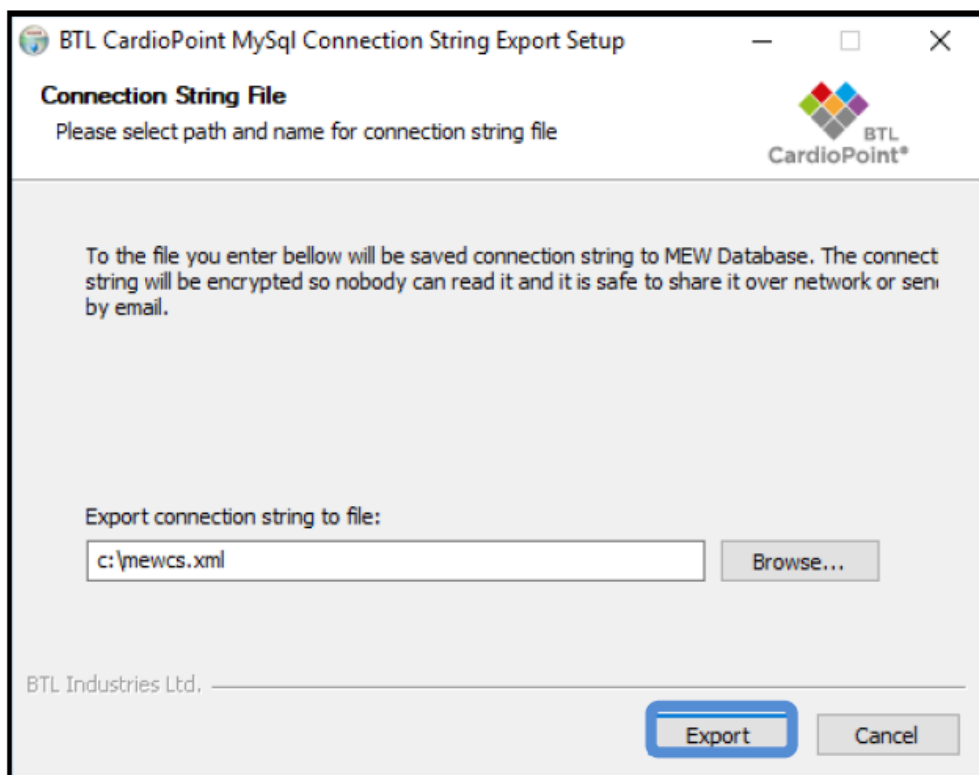 BTL CardioPoint MySql Connection String Export Setup
Connection String File
Please select path and name for connection string file
BTL
CardioPoint®
To the file you enter bellow will be saved connection string to MEW Database. The connect
string will be encrypted so nobody can read it and it is safe to share it over network or sen
by email.
Export connection string to file:
c:\mewcs.xml
Browse...
BTL Industries Ltd.
Export
Cancel